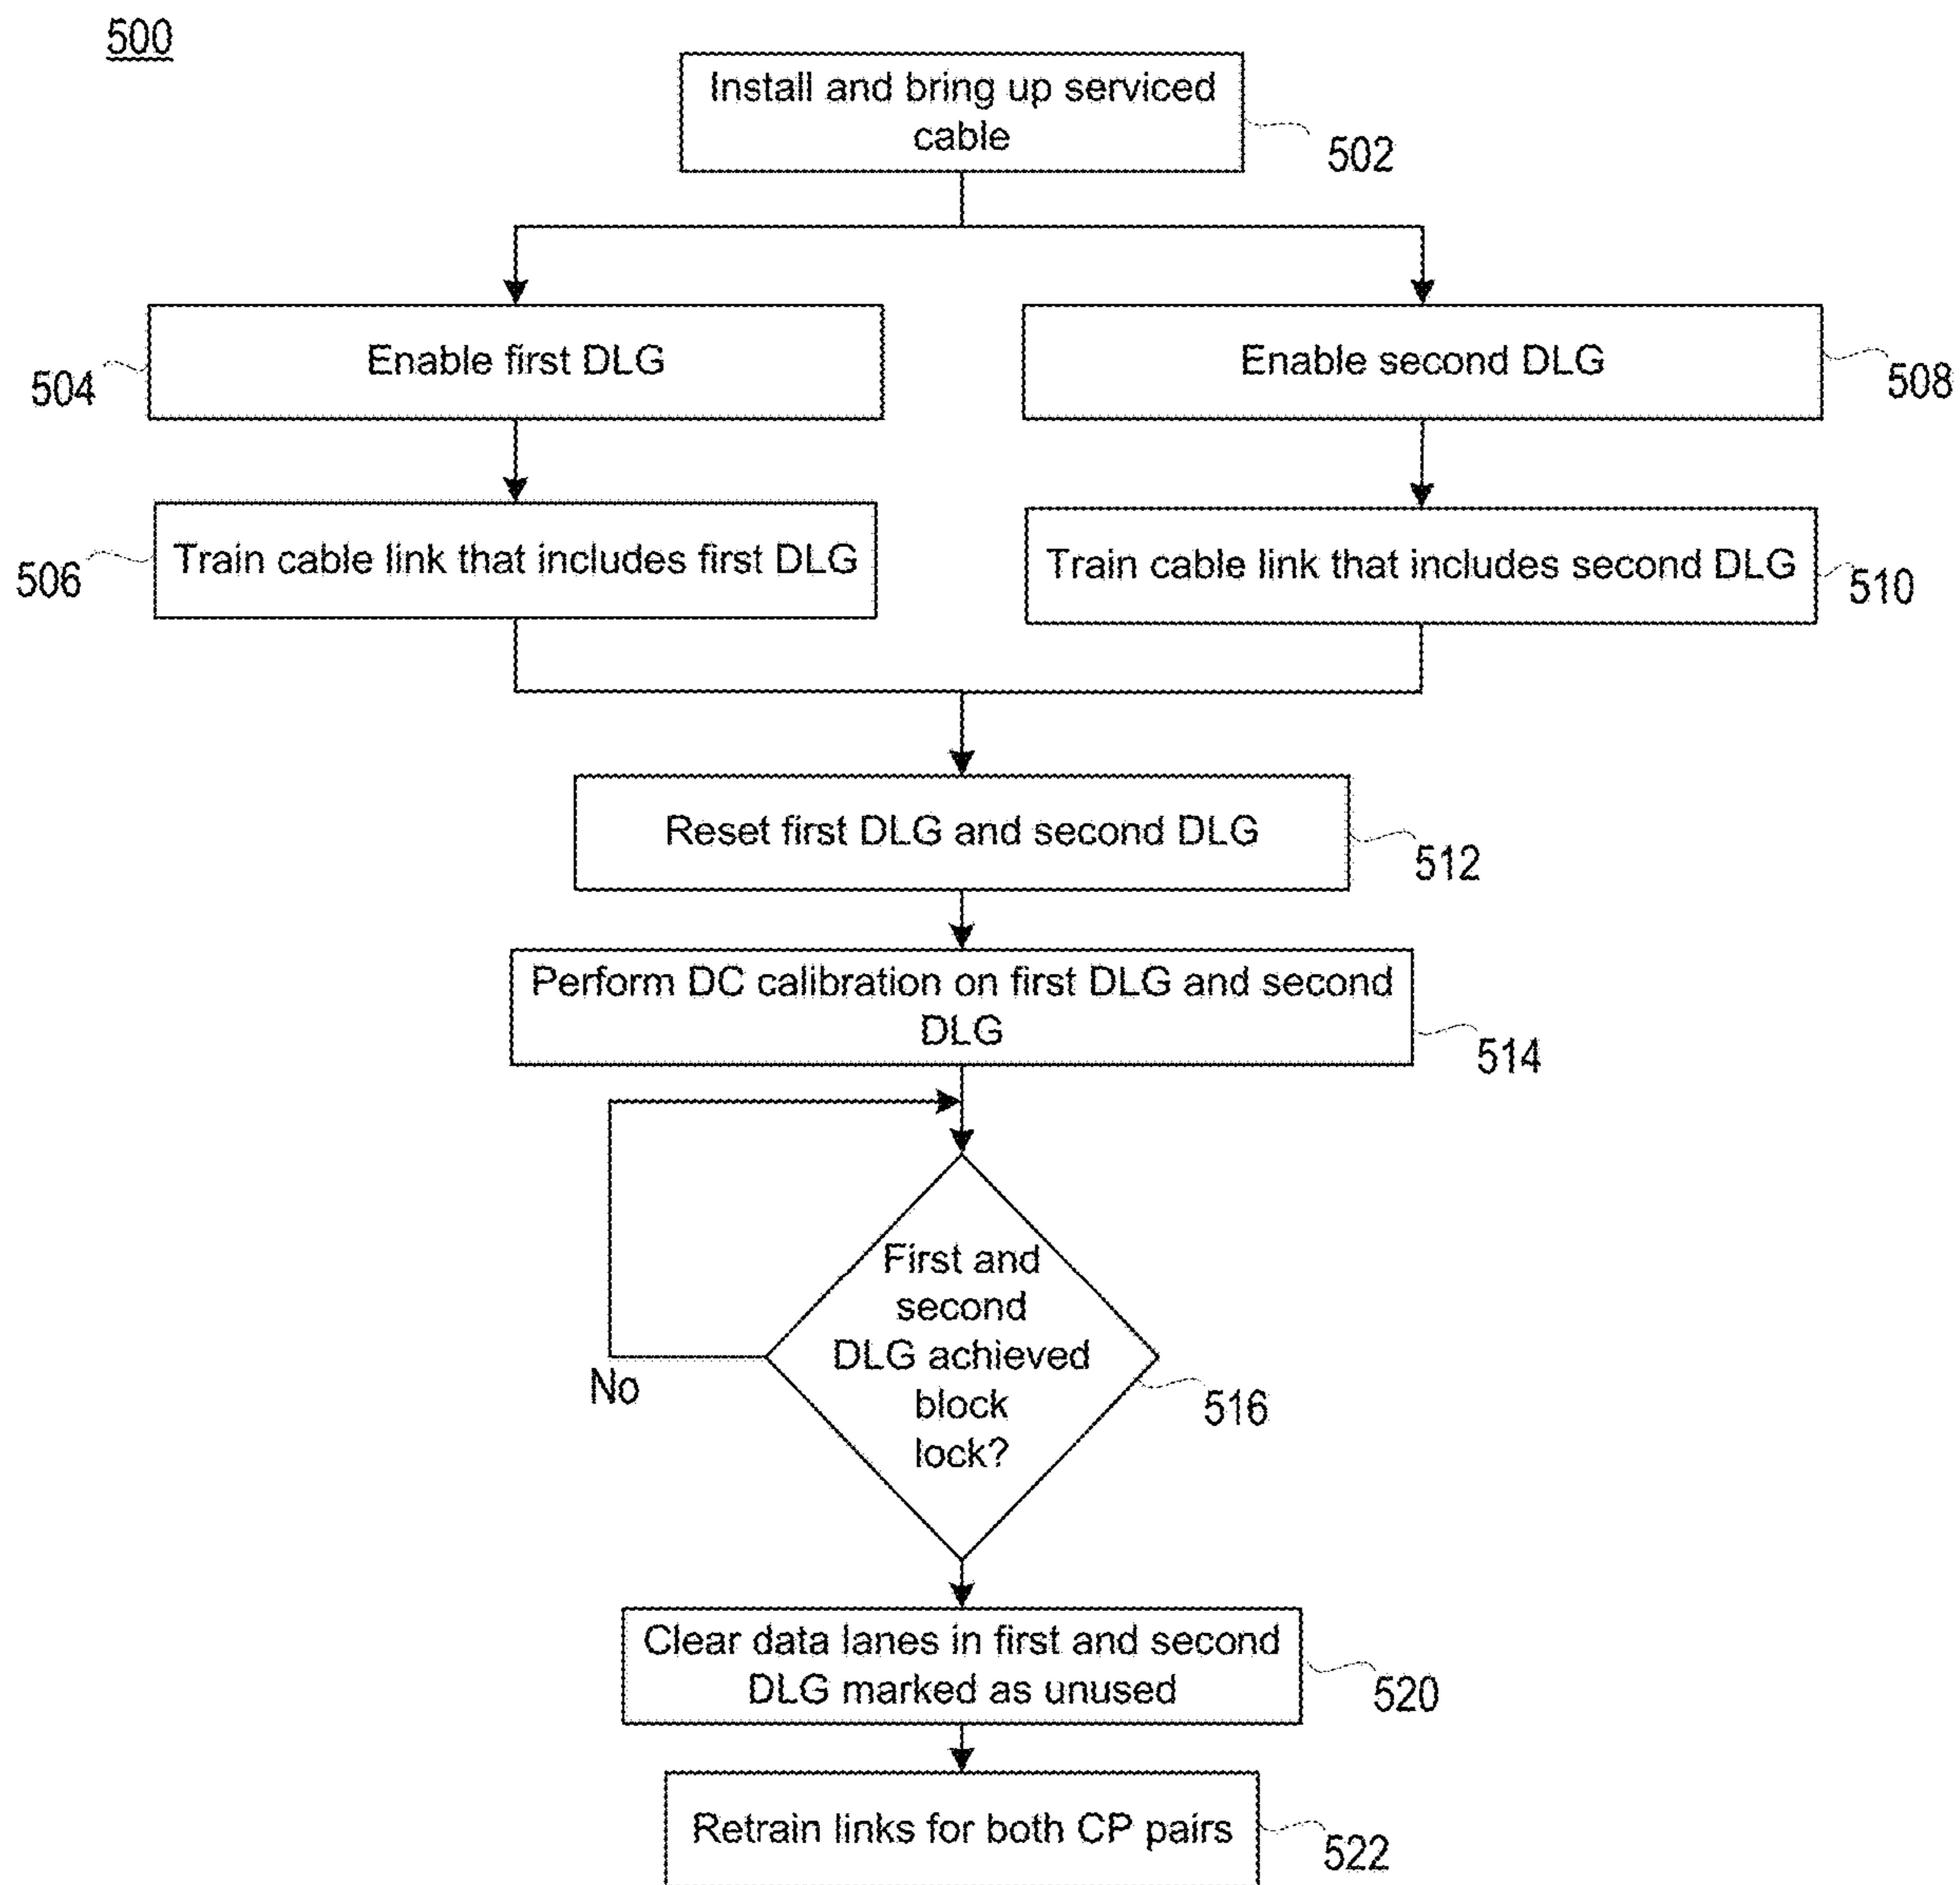 500
Install and bring up serviced
cable
502
Enable first DLG
504
Enable second DLG
508
Train cable link that includes first DLG
506
Train cable link that includes second DLG
510
Reset first DLG and second DLG
512
Perform DC calibration on first DLG and second
DLG
514
First and
second
DLG achieved
block
lock?
No
516
Clear data lanes in first and second
DLG marked as unused
520
Retrain links for both CP pairs
522